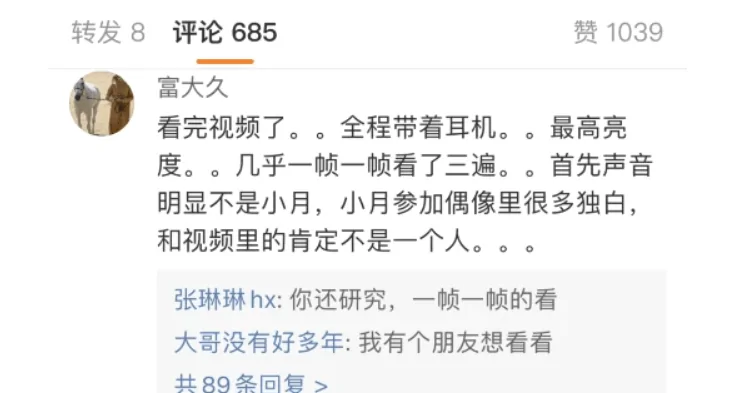 转发 8 评论 685 赞 1039
富大久
看完视频了。。全程带着耳机。。最高亮
度。。几乎一帧一帧看了三遍。。首先声音
明显不是小月，小月参加偶像里很多独白，
和视频里的肯定不是一个人。。。
张琳琳hx: 你还研究，一帧一帧的看
大哥没有好多年: 我有个朋友想看看
共89条回复 >